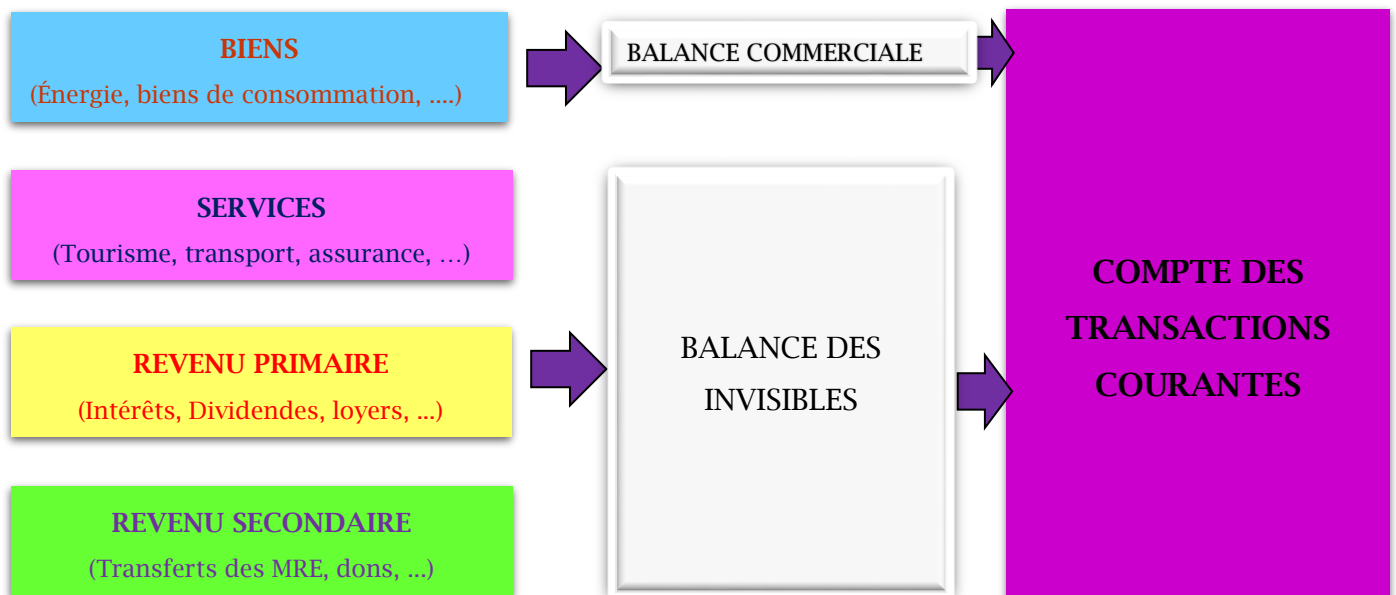 BIENS
(Énergie, biens de consommation, ....)
BALANCE COMMERCIALE
SERVICES
(Tourisme, transport, assurance, …)
REVENU PRIMAIRE
(Intérêts, Dividendes, loyers, ...)
REVENU SECONDAIRE
(Transferts des MRE, dons, ...)
BALANCE DES
INVISIBLES
COMPTE DES
TRANSACTIONS
COURANTES